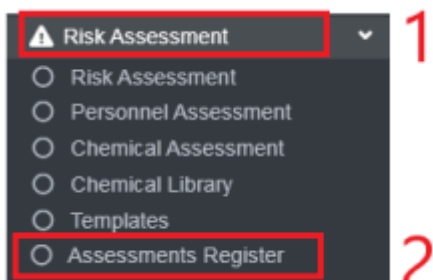 Risk Assessment 1
Risk Assessment
Personnel Assessment
Chemical Assessment
Chemical Library
Templates
Assessments Register 2